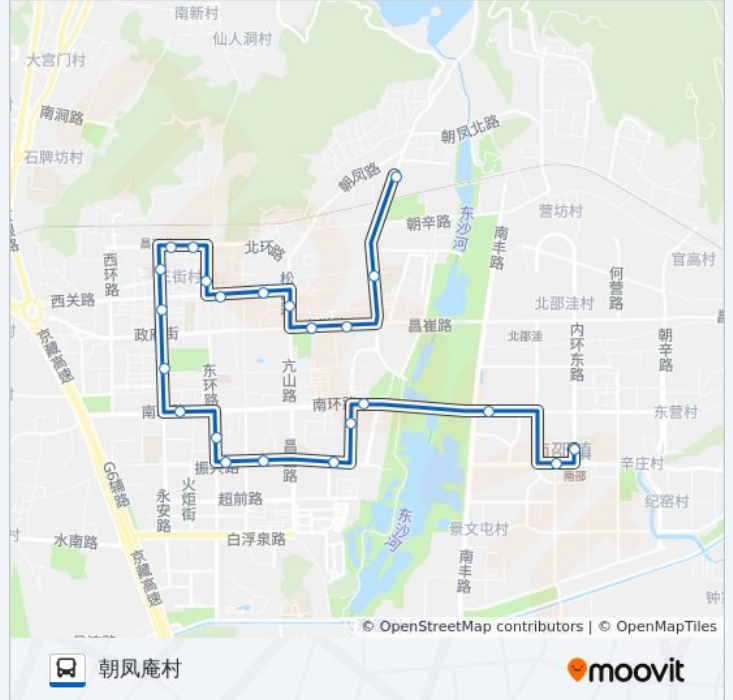 南新村
仙人洞村
大宫门村
南涧路
朝凤北路
石牌坊村
朝凤路
营坊村
朝辛路
东沙河
南丰路
北环路
西环路
官高村
何营路
西关路
北邵洼村
昌崔路
政府街
北邵洼
内环东路
朝辛路
京藏高速
东环路
亢山路
南环路
东营村
辛庄村
南邵
G6辅路
永安路
火炬街
超前路
纪窑村
东沙河
景文屯村
水南路
白浮泉路
京藏高速
南丰路
© OpenStreetMap contributors | © OpenMapTiles
朝凤庵村
moovit